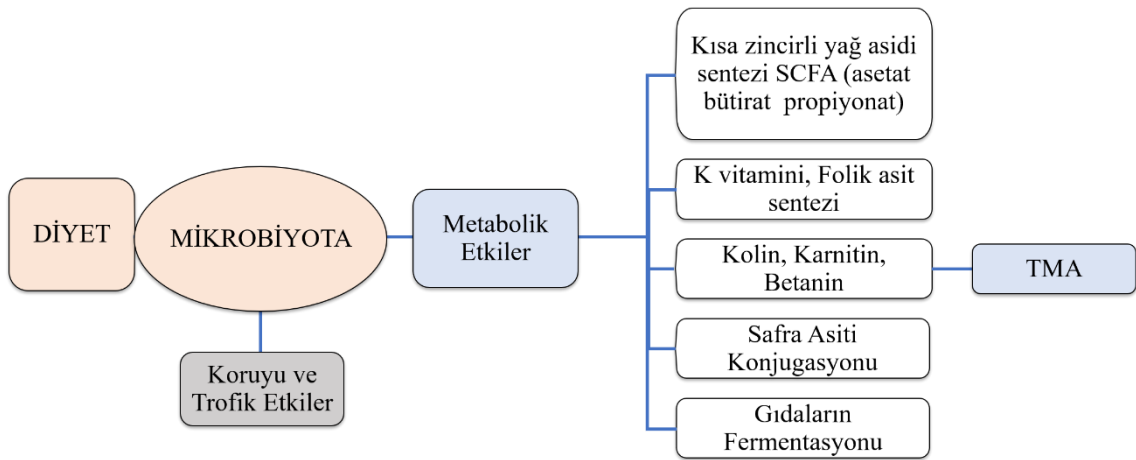 DİYET
MİKROBİYOTA
Koruyu ve
Trofik Etkiler
Metabolik
Etkiler
Kısa zincirli yağ asidi
sentezi SCFA (asetat
bütirat propiyonat)
K vitamini, Folik asit
sentezi
Kolin, Karnitin,
Betanin
TMA
Safra Asiti
Konjugasyonu
Gıdaların
Fermentasyonu